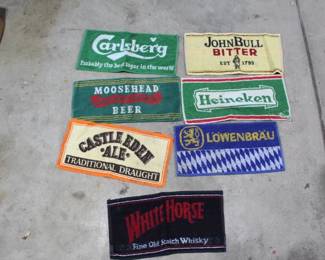 Carlsberg
Probably the best lager in the world
JOHN BULL
BITTER
EST 1795
MOOSEHEAD
BEER
Heineken
CASTLE EDEN
·ALE·
TRADITIONAL DRAUGHT
LÖWENBRÄU
WHITE HORSE
Fine Old Scotch Whisky